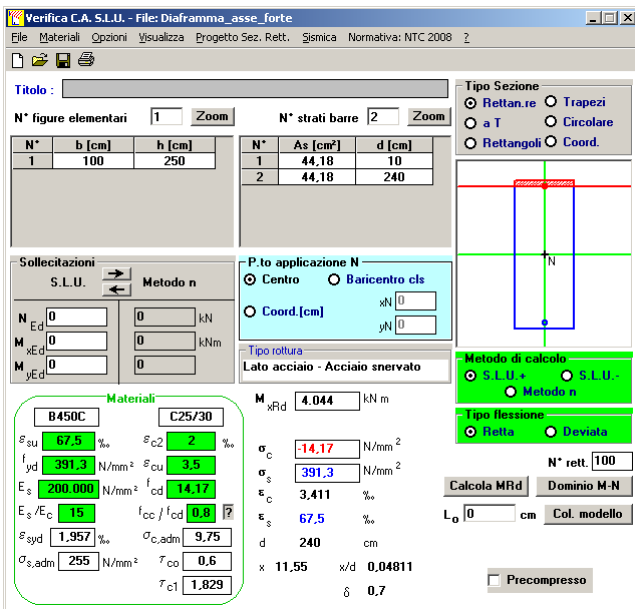 Verifica C.A. S.L.U. - File: Diaframma_asse_forte
File Materiali Opzioni Visualizza Progetto Sez. Rett. Sismica Normativa: NTC 2008 ?
Titolo :
N° figure elementari 1 Zoom
N° strati barre 2 Zoom
N° b [cm] h [cm]
1 100 250
N° As [cm²] d [cm]
1 44,18 10
2 44,18 240
Tipo Sezione
Rettan.re Trapezi
a T Circolare
Rettangoli Coord.
N
Sollecitazioni
S.L.U. Metodo n
N Ed 0 0 kN
M xEd 0 0 kNm
M yEd 0 0
P.to applicazione N
Centro Baricentro cls
Coord.[cm] xN 0
yN 0
Tipo rottura
Lato acciaio - Acciaio snervato
Metodo di calcolo
S.L.U.+ S.L.U.-
Metodo n
Tipo flessione
Retta Deviata
Materiali
B450C C25/30
εsu 67,5 ‰ εc2 2 ‰
fyd 391,3 N/mm² εcu 3,5
Es 200.000 N/mm² fcd 14,17
Es/Ec 15 fcc / fcd 0,8 ?
εsyd 1,957 ‰ σc,adm 9,75
σs,adm 255 N/mm² τco 0,6
τc1 1,829
M xRd 4.044 kN m
σc -14,17 N/mm²
σs 391,3 N/mm²
εc 3,411 ‰
εs 67,5 ‰
d 240 cm
x 11,55 x/d 0,04811
δ 0,7
N° rett. 100
Calcola MRd Dominio M-N
Lo 0 cm Col. modello
Precompresso